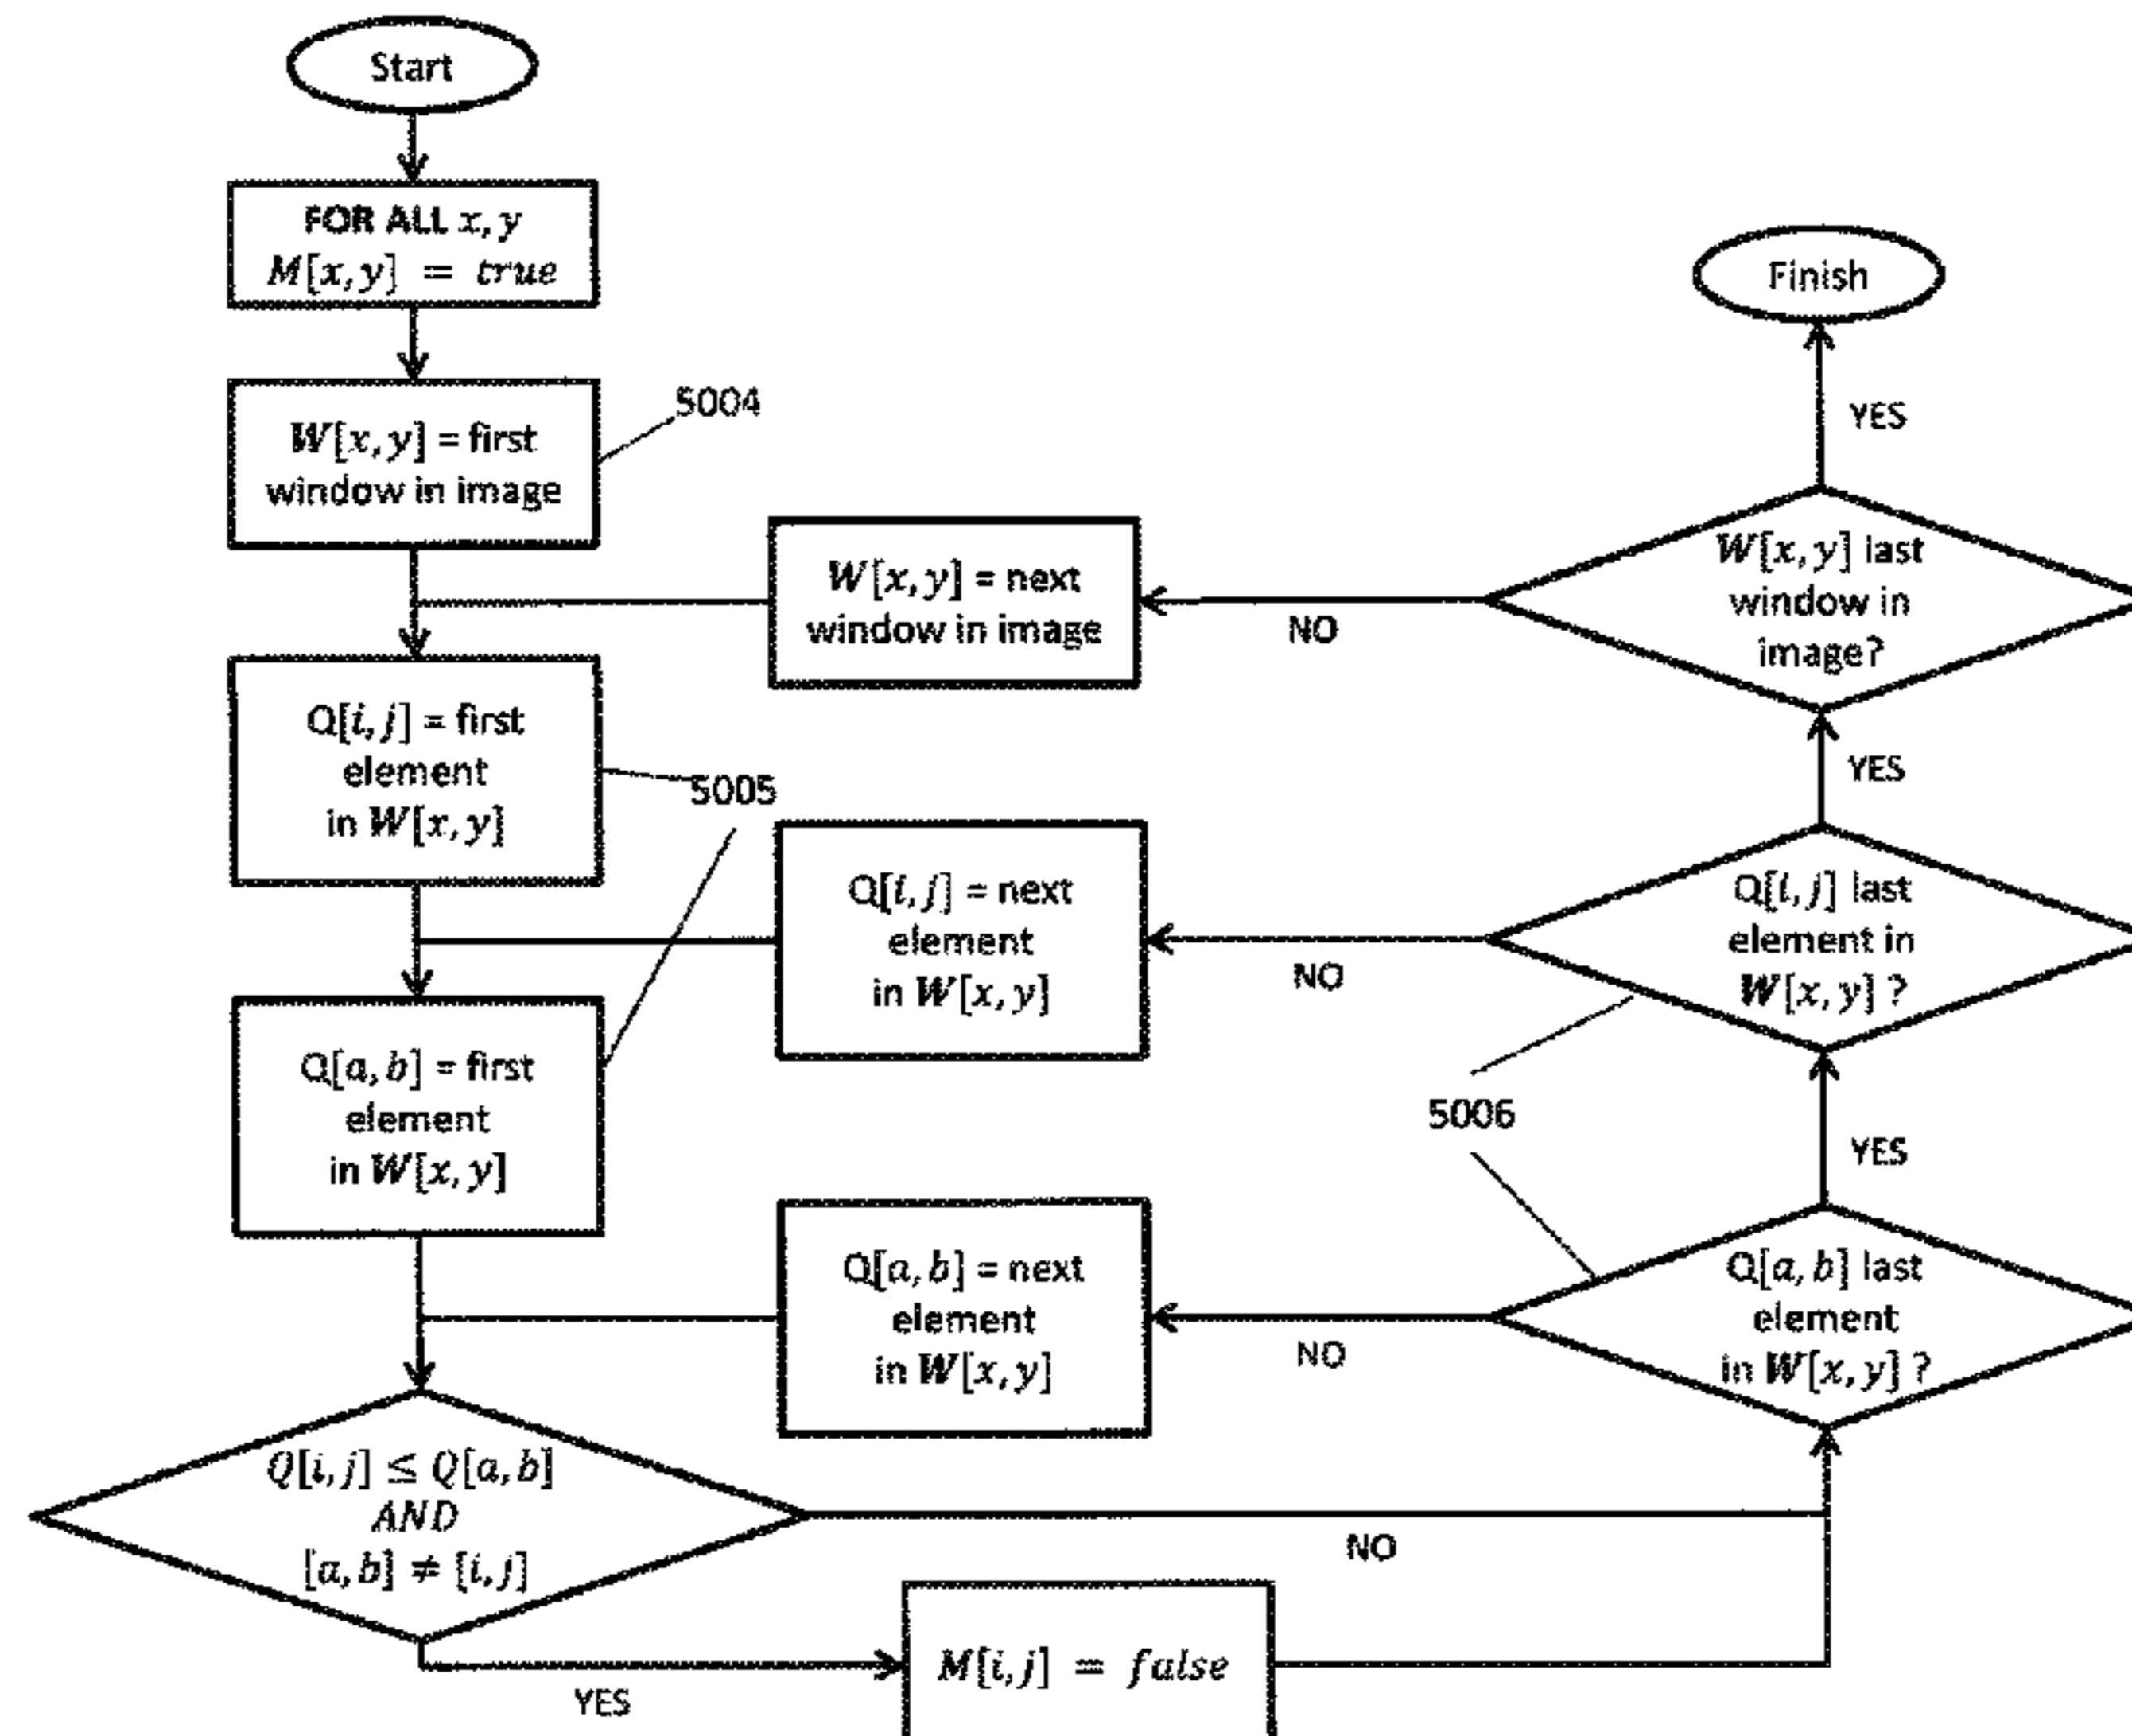 Start
FOR ALL x, y
M[x, y] = true
Finish
W[x, y] = first
window in image
5004
YES
W[x, y] = next
window in image
NO
W[x, y] last
window in
image?
Q[i, j] = first
element
in W[x, y]
5005
YES
Q[i, j] = next
element
in W[x, y]
NO
Q[i, j] last
element in
W[x, y] ?
Q[a, b] = first
element
in W[x, y]
5006
YES
Q[a, b] = next
element
in W[x, y]
NO
Q[a, b] last
element
in W[x, y] ?
Q[i, j] ≤ Q[a, b]
AND
[a, b] ≠ [i, j]
NO
YES
M[i, j] = false